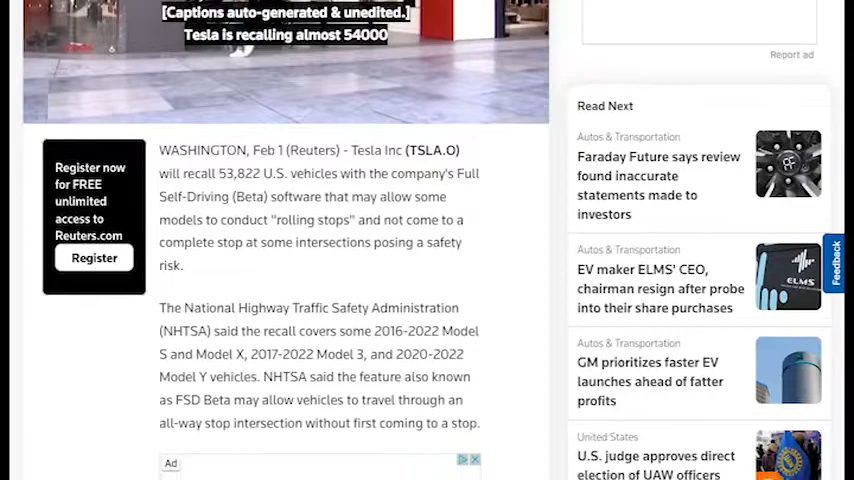 [Captions auto-generated & unedited.]
Tesla is recalling almost 54000
Report ad
Register now
for FREE
unlimited
access to
Reuters.com
Register
WASHINGTON, Feb 1 (Reuters) - Tesla Inc (TSLA.O)
will recall 53,822 U.S. vehicles with the company's Full
Self-Driving (Beta) software that may allow some
models to conduct "rolling stops" and not come to a
complete stop at some intersections posing a safety
risk.
The National Highway Traffic Safety Administration
(NHTSA) said the recall covers some 2016-2022 Model
S and Model X, 2017-2022 Model 3, and 2020-2022
Model Y vehicles. NHTSA said the feature also known
as FSD Beta may allow vehicles to travel through an
all-way stop intersection without first coming to a stop.
Ad
Read Next
Autos & Transportation
Faraday Future says review
found inaccurate
statements made to
investors
Autos & Transportation
EV maker ELMS' CEO,
chairman resign after probe
into their share purchases
ELMS
Autos & Transportation
GM prioritizes faster EV
launches ahead of fatter
profits
United States
U.S. judge approves direct
election of UAW officers
Feedback